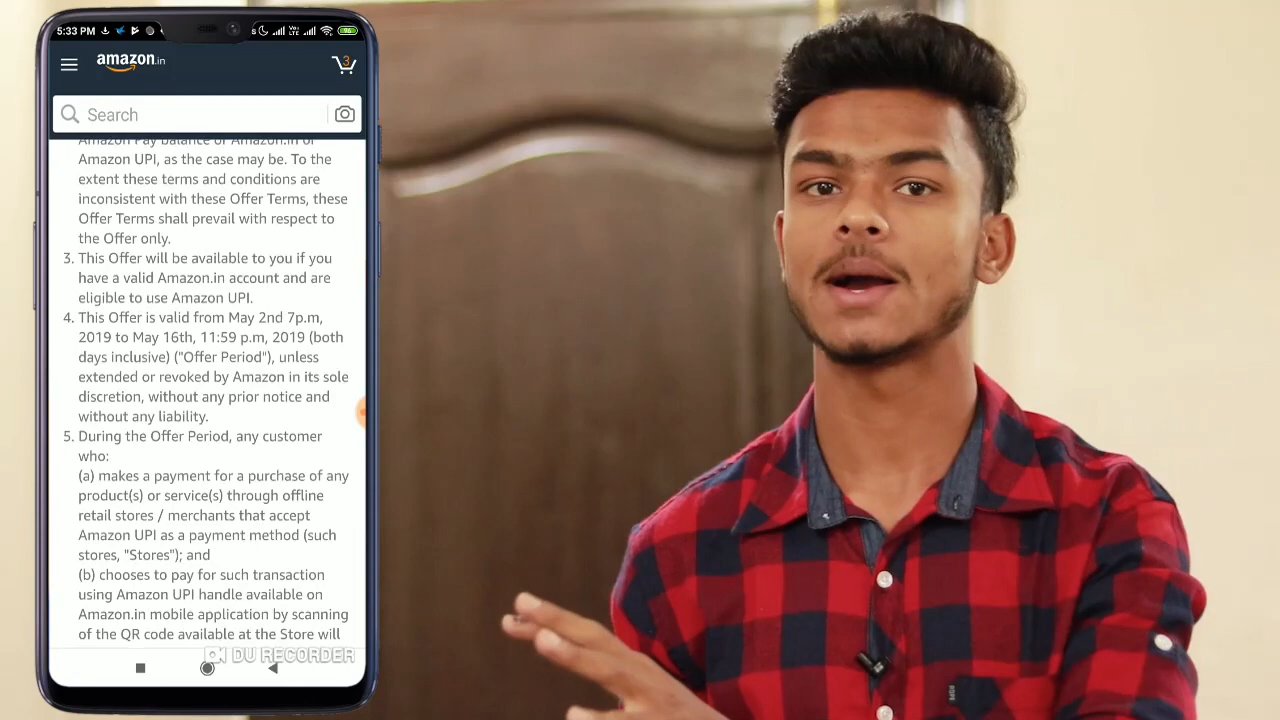 5:33 PM
96
amazon.in
3
Search
Amazon Pay balance or Amazon.in or
Amazon UPI, as the case may be. To the
extent these terms and conditions are
inconsistent with these Offer Terms, these
Offer Terms shall prevail with respect to
the Offer only.
3. This Offer will be available to you if you
have a valid Amazon.in account and are
eligible to use Amazon UPI.
4. This Offer is valid from May 2nd 7p.m,
2019 to May 16th, 11:59 p.m, 2019 (both
days inclusive) ("Offer Period"), unless
extended or revoked by Amazon in its sole
discretion, without any prior notice and
without any liability.
5. During the Offer Period, any customer
who:
(a) makes a payment for a purchase of any
product(s) or service(s) through offline
retail stores / merchants that accept
Amazon UPI as a payment method (such
stores, "Stores"); and
(b) chooses to pay for such transaction
using Amazon UPI handle available on
Amazon.in mobile application by scanning
of the QR code available at the Store will
DU RECORDER